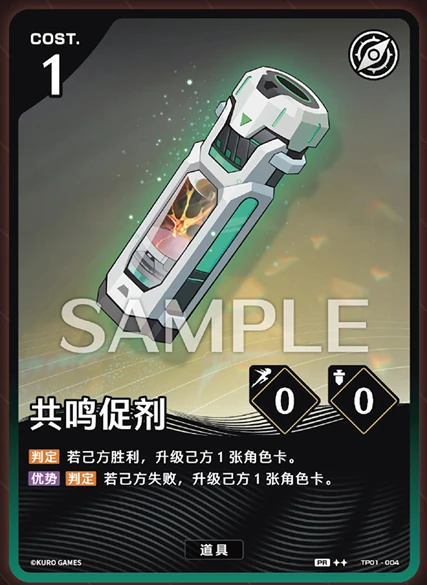 COST.
1
SAMPLE
共鸣促剂
0
0
判定 若己方胜利，升级己方1张角色卡。
优势 判定 若己方失败，升级己方1张角色卡。
道具
©KURO GAMES
PR
TP01-004